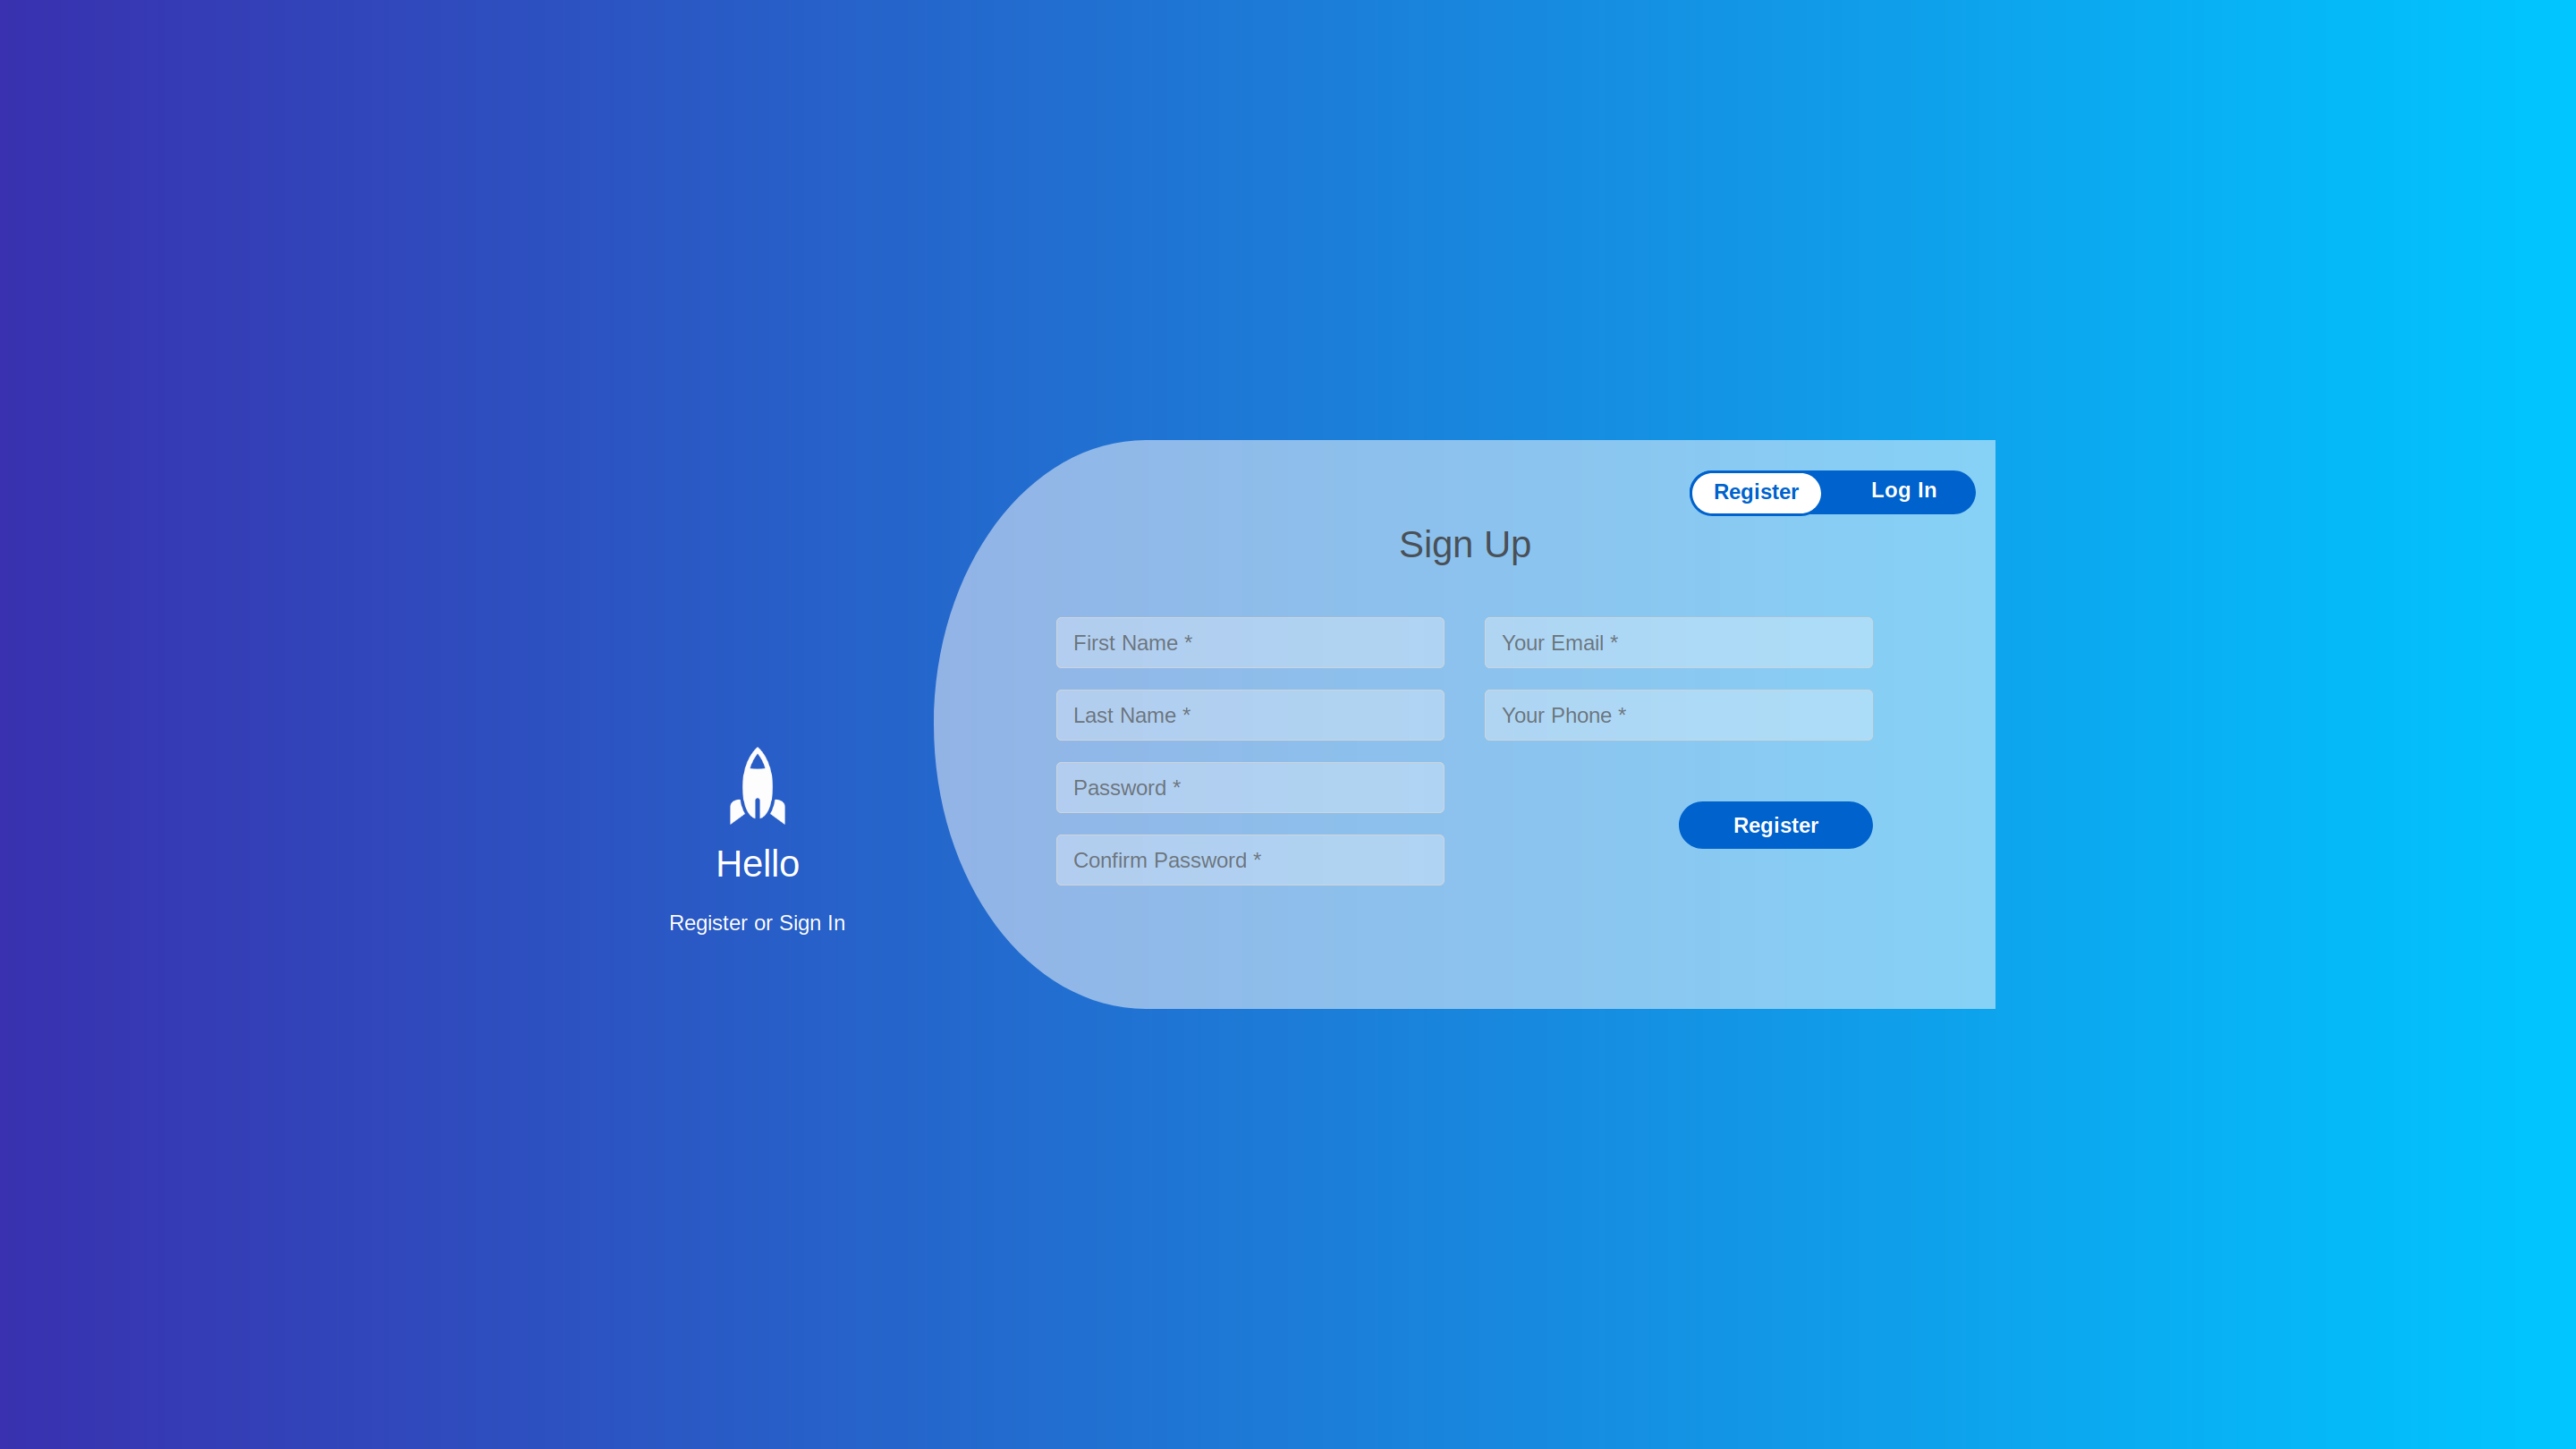 Register
Log In
Sign Up
First Name *
Your Email *
Last Name *
Your Phone *
Password *
Register
Confirm Password *
Hello
Register or Sign In